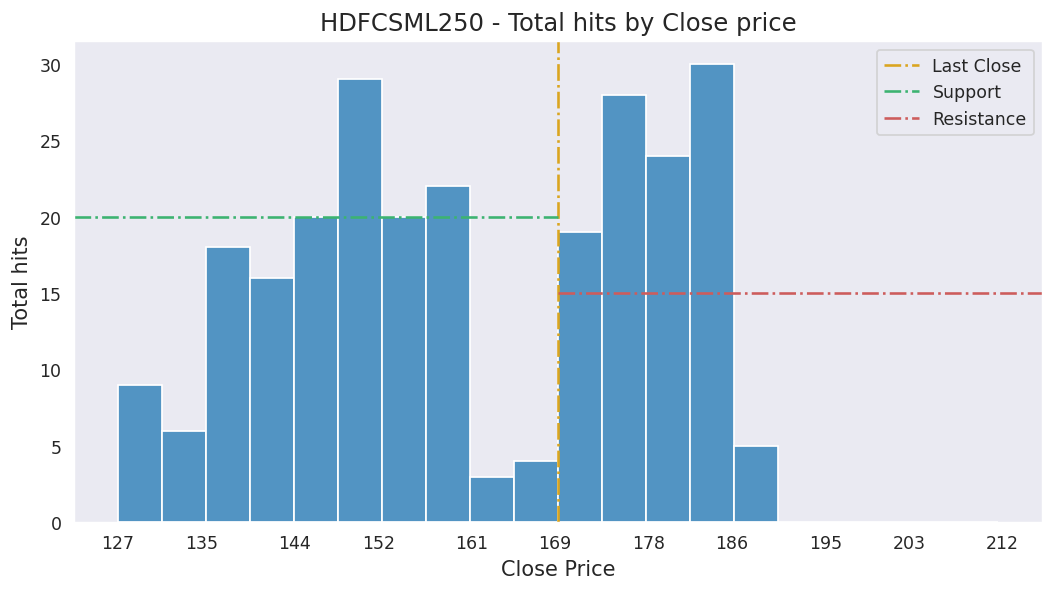 HDFCSML250 - Total hits by Close price
Last Close
Support
Resistance
Total hits
30
25
20
15
10
5
0
127 135 144 152 161 169 178 186 195 203 212
Close Price